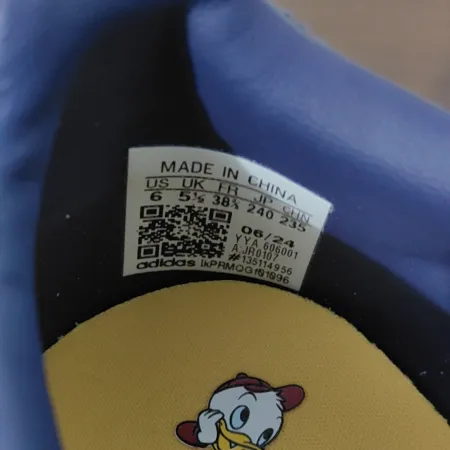 MADE IN CHINA
US UK FR JP CHN
6 5½ 38⅔ 240 235
06/24
YYA 606001
A.JR0107
#135114956
adidas lkPRMQGf01096